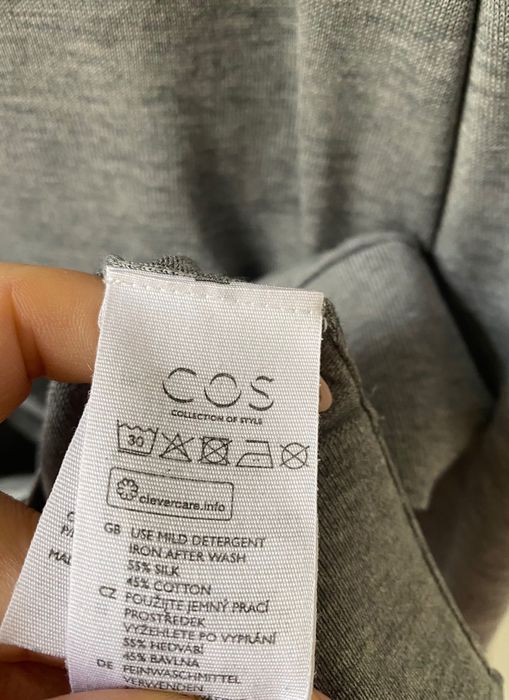 COS
COLLECTION OF STYLE
30
clevercare.info
GB USE MILD DETERGENT
IRON AFTER WASH
55% SILK
45% COTTON
CZ POUŽIJTE JEMNÝ PRACÍ
PROSTŘEDEK
VYŽEHLETE PO VYPRÁNÍ
55% HEDVÁBÍ
45% BAVLNA
DE FEINWASCHMITTEL
VERWENDEN